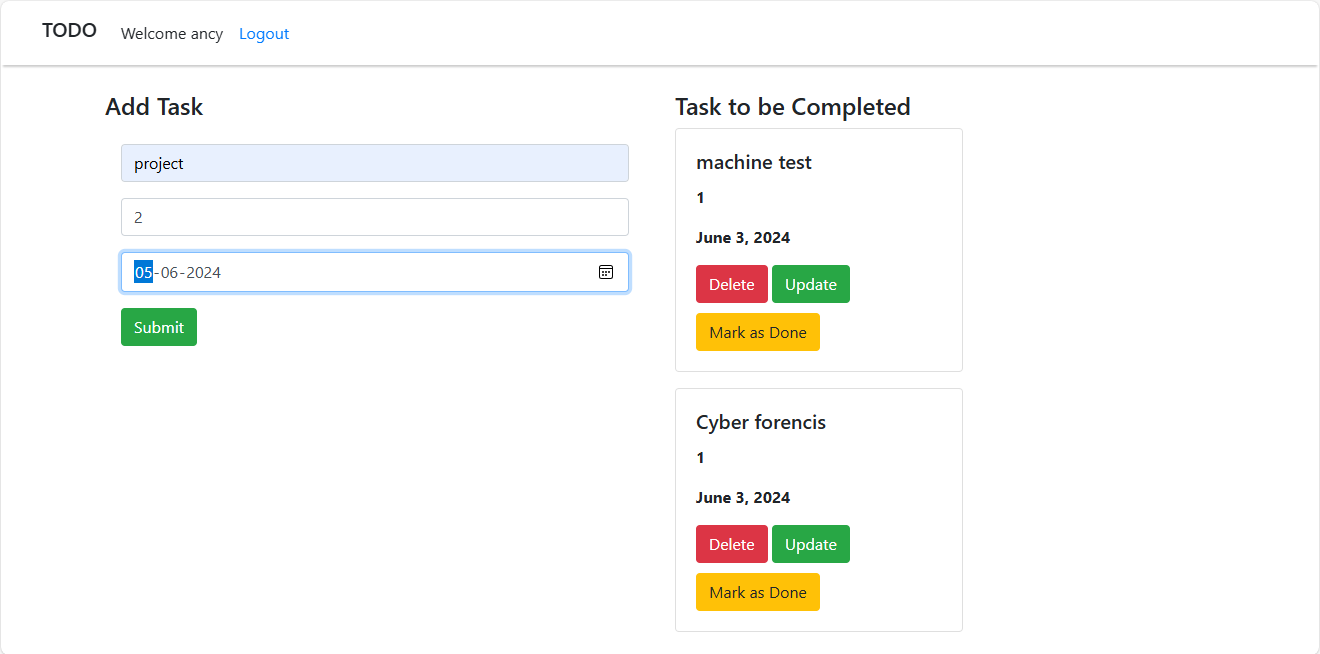 TODO Welcome ancy Logout
Add Task
project
2
05-06-2024
Submit
Task to be Completed
machine test
1
June 3, 2024
Delete Update
Mark as Done
Cyber forencis
1
June 3, 2024
Delete Update
Mark as Done